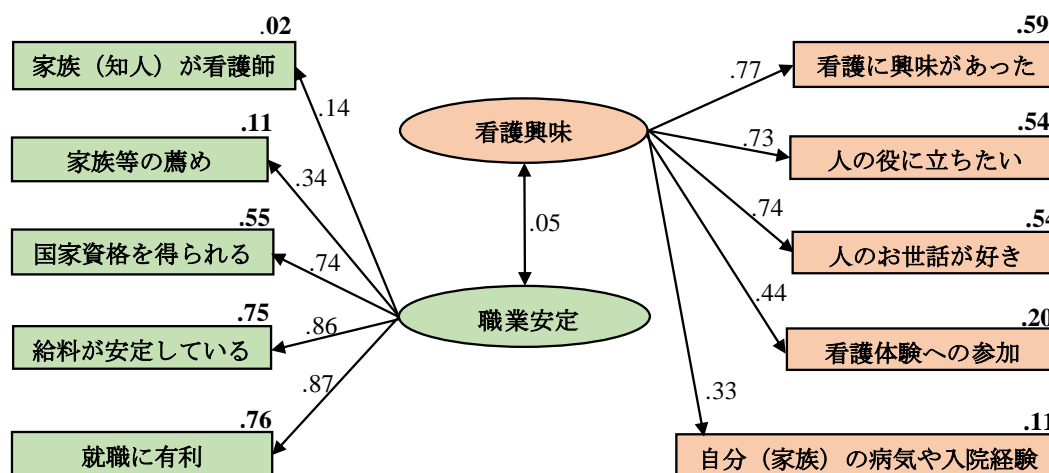 .02
家族（知人）が看護師
.14
.11
家族等の薦め
.34
.55
国家資格を得られる
.74
.75
給料が安定している
.86
.76
就職に有利
.87
看護興味
.05
職業安定
.59
看護に興味があった
.77
.54
人の役に立ちたい
.73
.54
人のお世話が好き
.74
.20
看護体験への参加
.44
.11
自分（家族）の病気や入院経験
.33